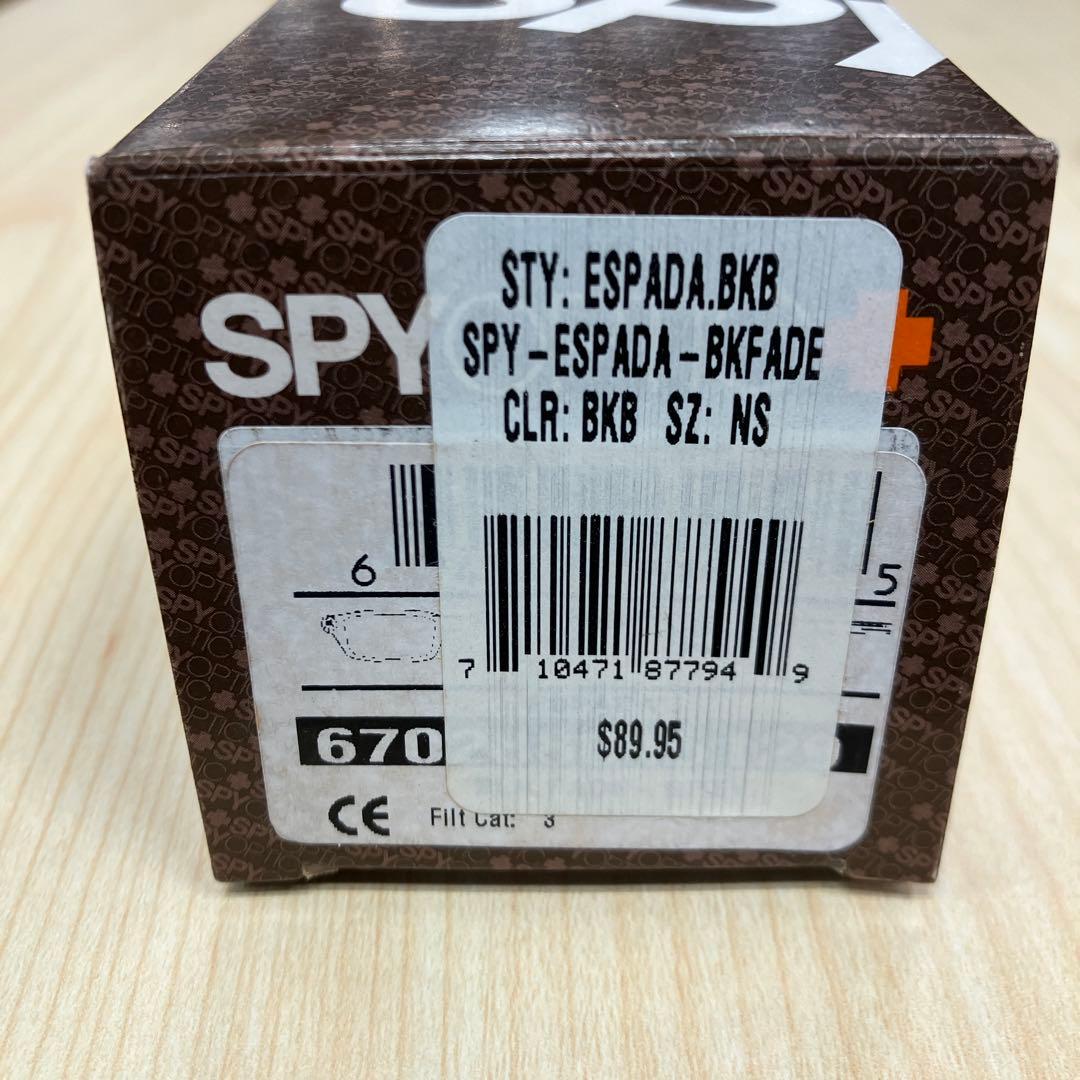 spy
SPY
STY: ESPADA.BKB
SPY-ESPADA-BKFADE
CLR: BKB SZ: NS
6
5
7 10471 87794 9
670
$89.95
CE Filt Cat: 3